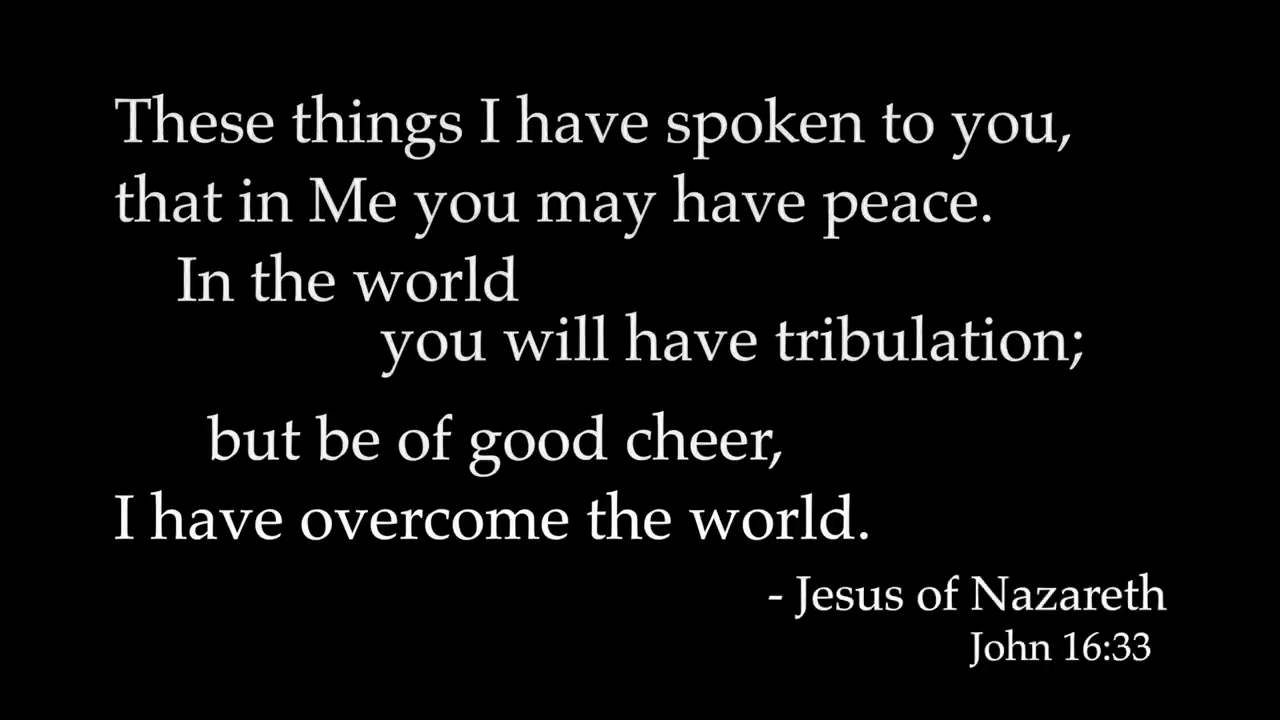 These things I have spoken to you,
that in Me you may have peace.
In the world
you will have tribulation;
but be of good cheer,
I have overcome the world.
- Jesus of Nazareth
John 16:33